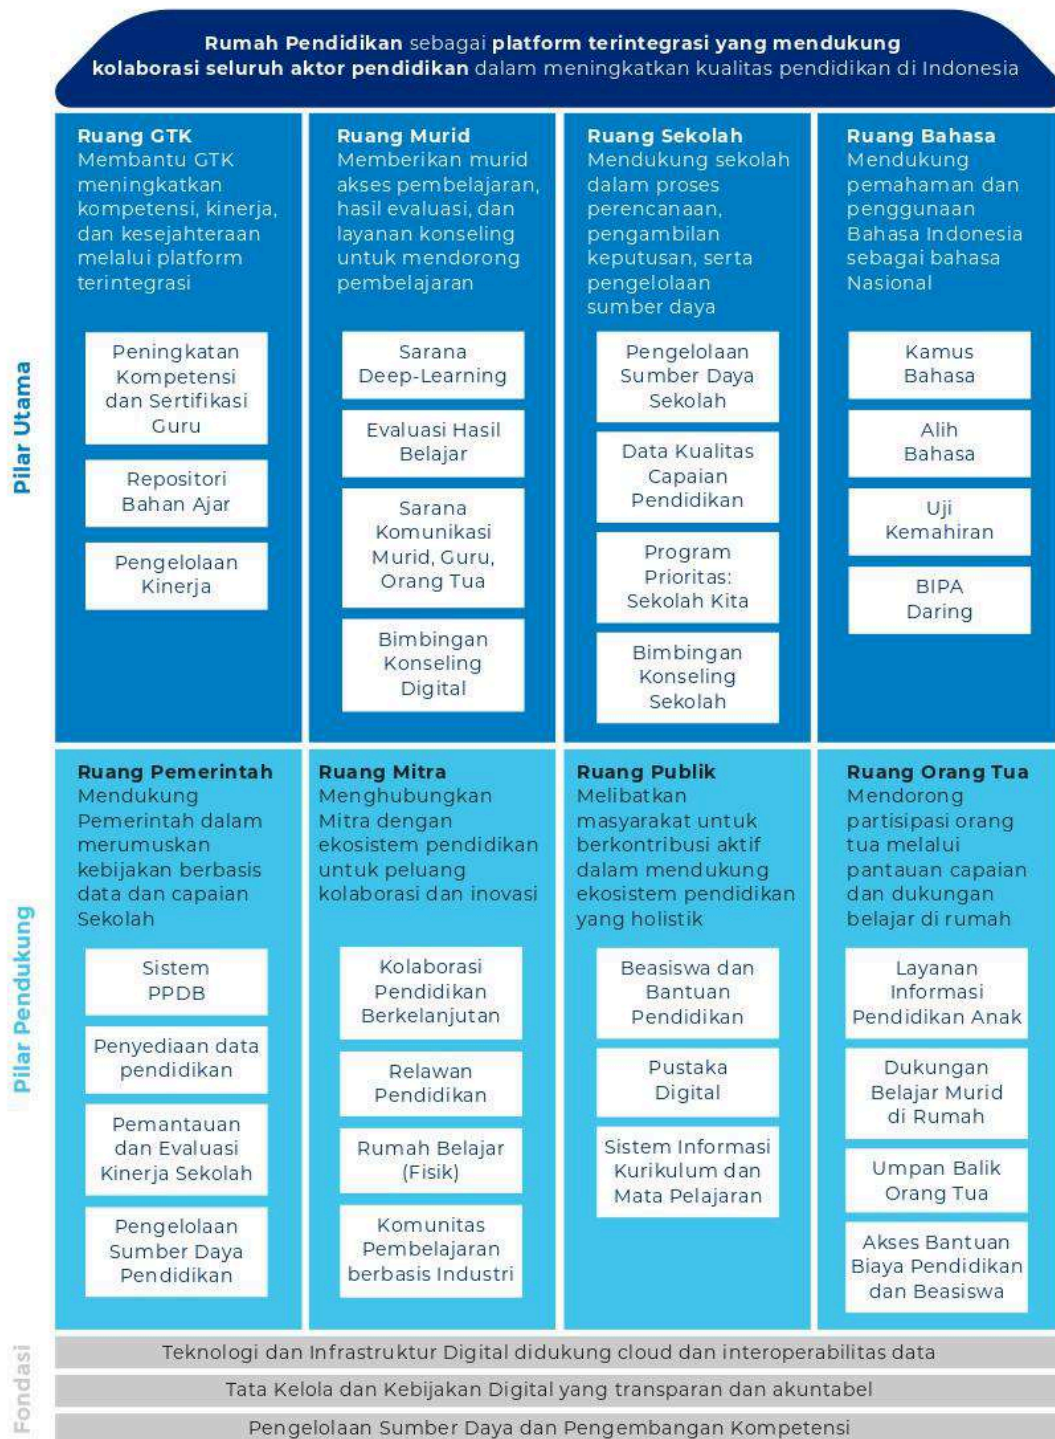 Rumah Pendidikan sebagai platform terintegrasi yang mendukung
kolaborasi seluruh aktor pendidikan dalam meningkatkan kualitas pendidikan di Indonesia
Pilar Utama
Ruang GTK
Membantu GTK
meningkatkan
kompetensi, kinerja,
dan kesejahteraan
melalui platform
terintegrasi
Peningkatan
Kompetensi
dan Sertifikasi
Guru
Repositori
Bahan Ajar
Pengelolaan
Kinerja
Ruang Murid
Memberikan murid
akses pembelajaran,
hasil evaluasi, dan
layanan konseling
untuk mendorong
pembelajaran
Sarana
Deep-Learning
Evaluasi Hasil
Belajar
Sarana
Komunikasi
Murid, Guru,
Orang Tua
Bimbingan
Konseling
Digital
Ruang Sekolah
Mendukung sekolah
dalam proses
perencanaan,
pengambilan
keputusan, serta
pengelolaan
sumber daya
Pengelolaan
Sumber Daya
Sekolah
Data Kualitas
Capaian
Pendidikan
Program
Prioritas:
Sekolah Kita
Bimbingan
Konseling
Sekolah
Ruang Bahasa
Mendukung
pemahaman dan
penggunaan
Bahasa Indonesia
sebagai bahasa
Nasional
Kamus
Bahasa
Alih
Bahasa
Uji
Kemahiran
BIPA
Daring
Pilar Pendukung
Ruang Pemerintah
Mendukung
Pemerintah dalam
merumuskan
kebijakan berbasis
data dan capaian
Sekolah
Sistem
PPDB
Penyediaan data
pendidikan
Pemantauan
dan Evaluasi
Kinerja Sekolah
Pengelolaan
Sumber Daya
Pendidikan
Ruang Mitra
Menghubungkan
Mitra dengan
ekosistem pendidikan
untuk peluang
kolaborasi dan inovasi
Kolaborasi
Pendidikan
Berkelanjutan
Relawan
Pendidikan
Rumah Belajar
(Fisik)
Komunitas
Pembelajaran
berbasis Industri
Ruang Publik
Melibatkan
masyarakat untuk
berkontribusi aktif
dalam mendukung
ekosistem pendidikan
yang holistik
Beasiswa dan
Bantuan
Pendidikan
Pustaka
Digital
Sistem Informasi
Kurikulum dan
Mata Pelajaran
Ruang Orang Tua
Mendorong
partisipasi orang
tua melalui
pantauan capaian
dan dukungan
belajar di rumah
Layanan
Informasi
Pendidikan Anak
Dukungan
Belajar Murid
di Rumah
Umpan Balik
Orang Tua
Akses Bantuan
Biaya Pendidikan
dan Beasiswa
Fondasi
Teknologi dan Infrastruktur Digital didukung cloud dan interoperabilitas data
Tata Kelola dan Kebijakan Digital yang transparan dan akuntabel
Pengelolaan Sumber Daya dan Pengembangan Kompetensi